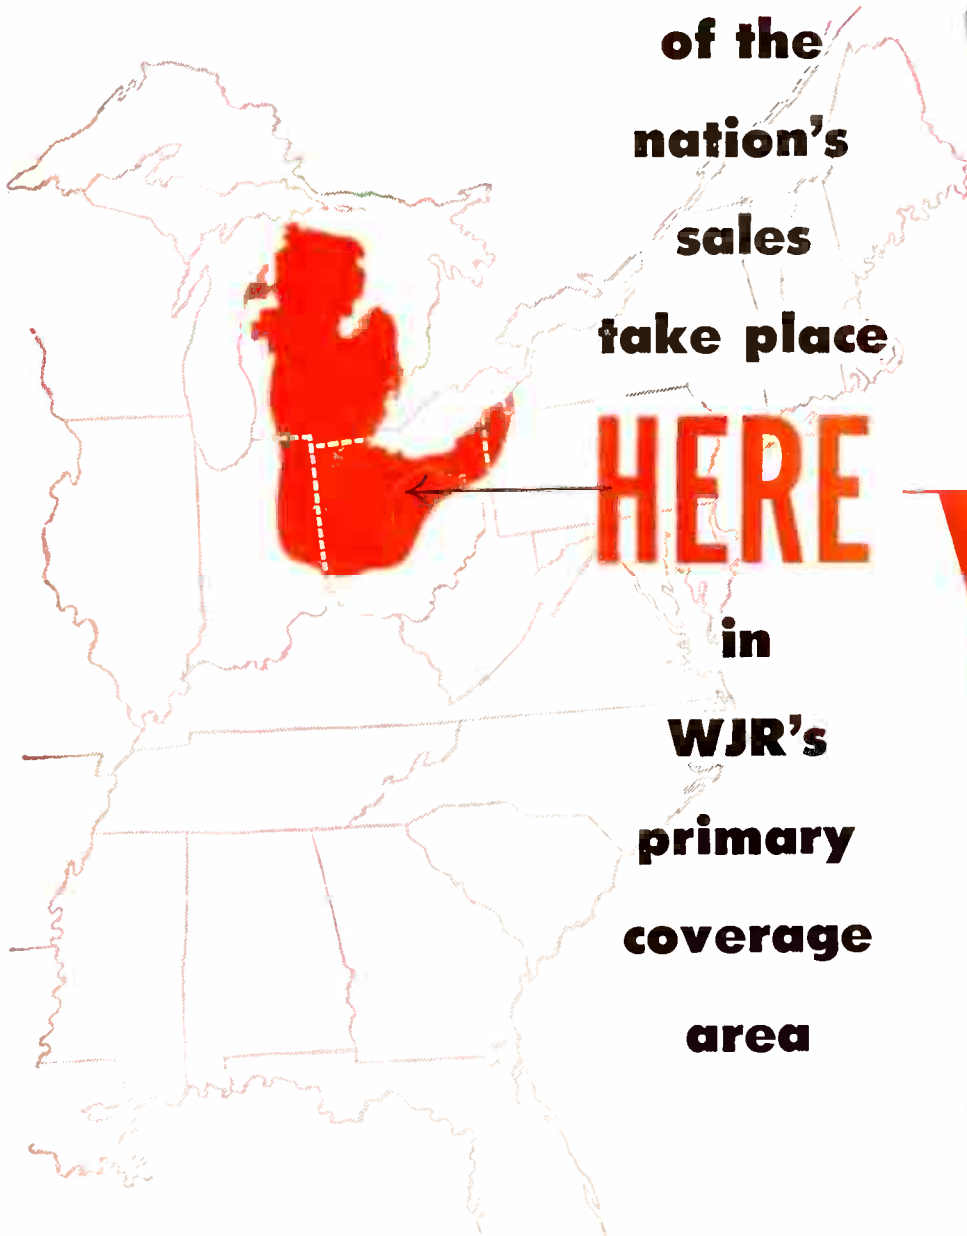 of the
nation's
sales
take place
HERE
in
WJR's
primary
coverage
area